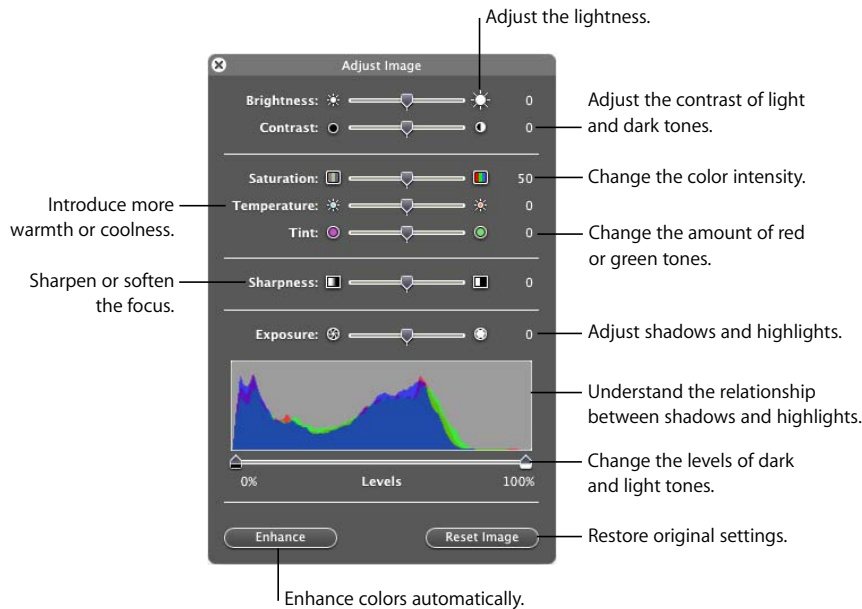 Adjust the lightness.
Adjust Image
Brightness: 0
Adjust the contrast of light
and dark tones.
Contrast: 0
Saturation: 50
Change the color intensity.
Introduce more
warmth or coolness.
Temperature: 0
Tint: 0
Change the amount of red
or green tones.
Sharpen or soften
the focus.
Sharpness: 0
Exposure: 0
Adjust shadows and highlights.
Understand the relationship
between shadows and highlights.
Change the levels of dark
and light tones.
0% Levels 100%
Enhance
Reset Image
Restore original settings.
Enhance colors automatically.